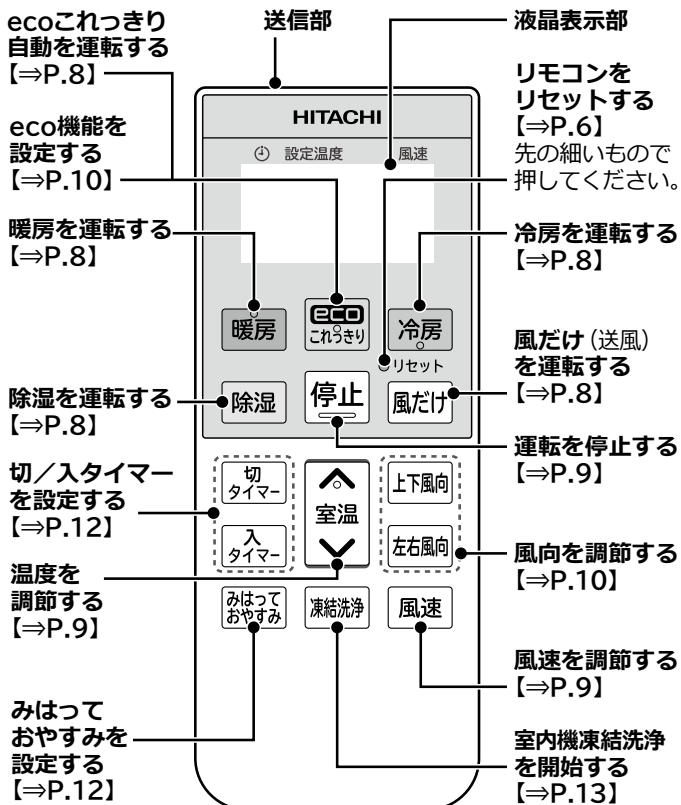 ecoこれっきり
自動を運転する
【⇒P.8】
eco機能を
設定する
【⇒P.10】
暖房を運転する
【⇒P.8】
除湿を運転する
【⇒P.8】
切／入タイマー
を設定する
【⇒P.12】
温度を
調節する
【⇒P.9】
みはって
おやすみを
設定する
【⇒P.12】
送信部
HITACHI
設定温度 風速
暖房
eco
これっきり
冷房
リセット
除湿
停止
風だけ
切
タイマー
室温
上下風向
入
タイマー
左右風向
みはって
おやすみ
凍結洗浄
風速
液晶表示部
リモコンを
リセットする
【⇒P.6】
先の細いもので
押してください。
冷房を運転する
【⇒P.8】
風だけ（送風）
を運転する
【⇒P.8】
運転を停止する
【⇒P.9】
風向を調節する
【⇒P.10】
風速を調節する
【⇒P.9】
室内機凍結洗浄
を開始する
【⇒P.13】